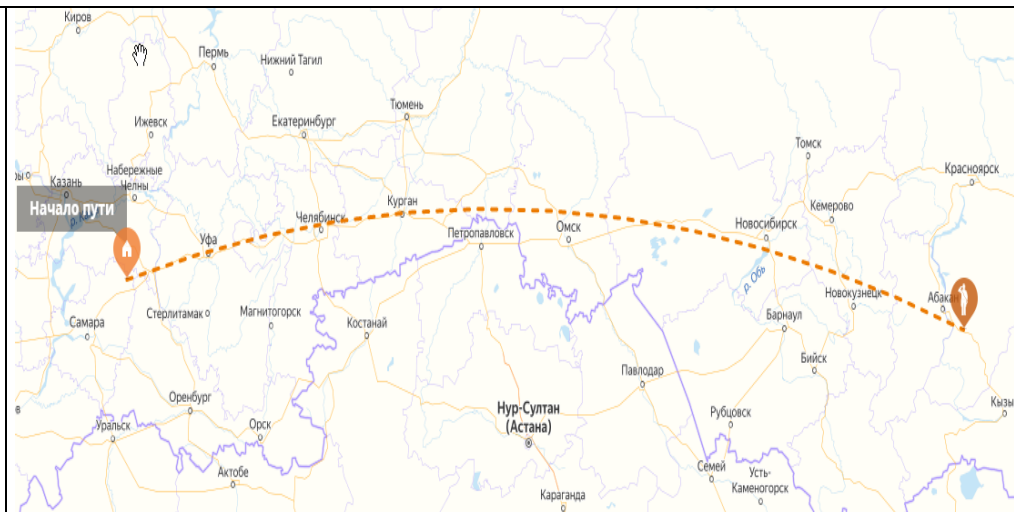 Киров
Пермь
Нижний Тагил
Тюмень
Ижевск
Екатеринбург
Томск
Красноярск
Набережные
Челны
ры
Казань
Начало пути
Курган
Кемерово
Челябинск
Новосибирск
Уфа
Петропавловск
Омск
р. Обь
Новокузнецк
Абакан
Стерлитамак
Магнитогорск
Самара
Костанай
Барнаул
Бийск
Павлодар
Оренбург
Нур-Султан
(Астана)
Рубцовск
Кызы
в
Уральск
Орск
Актобе
Семей
Усть-
Каменогорск
Караганда